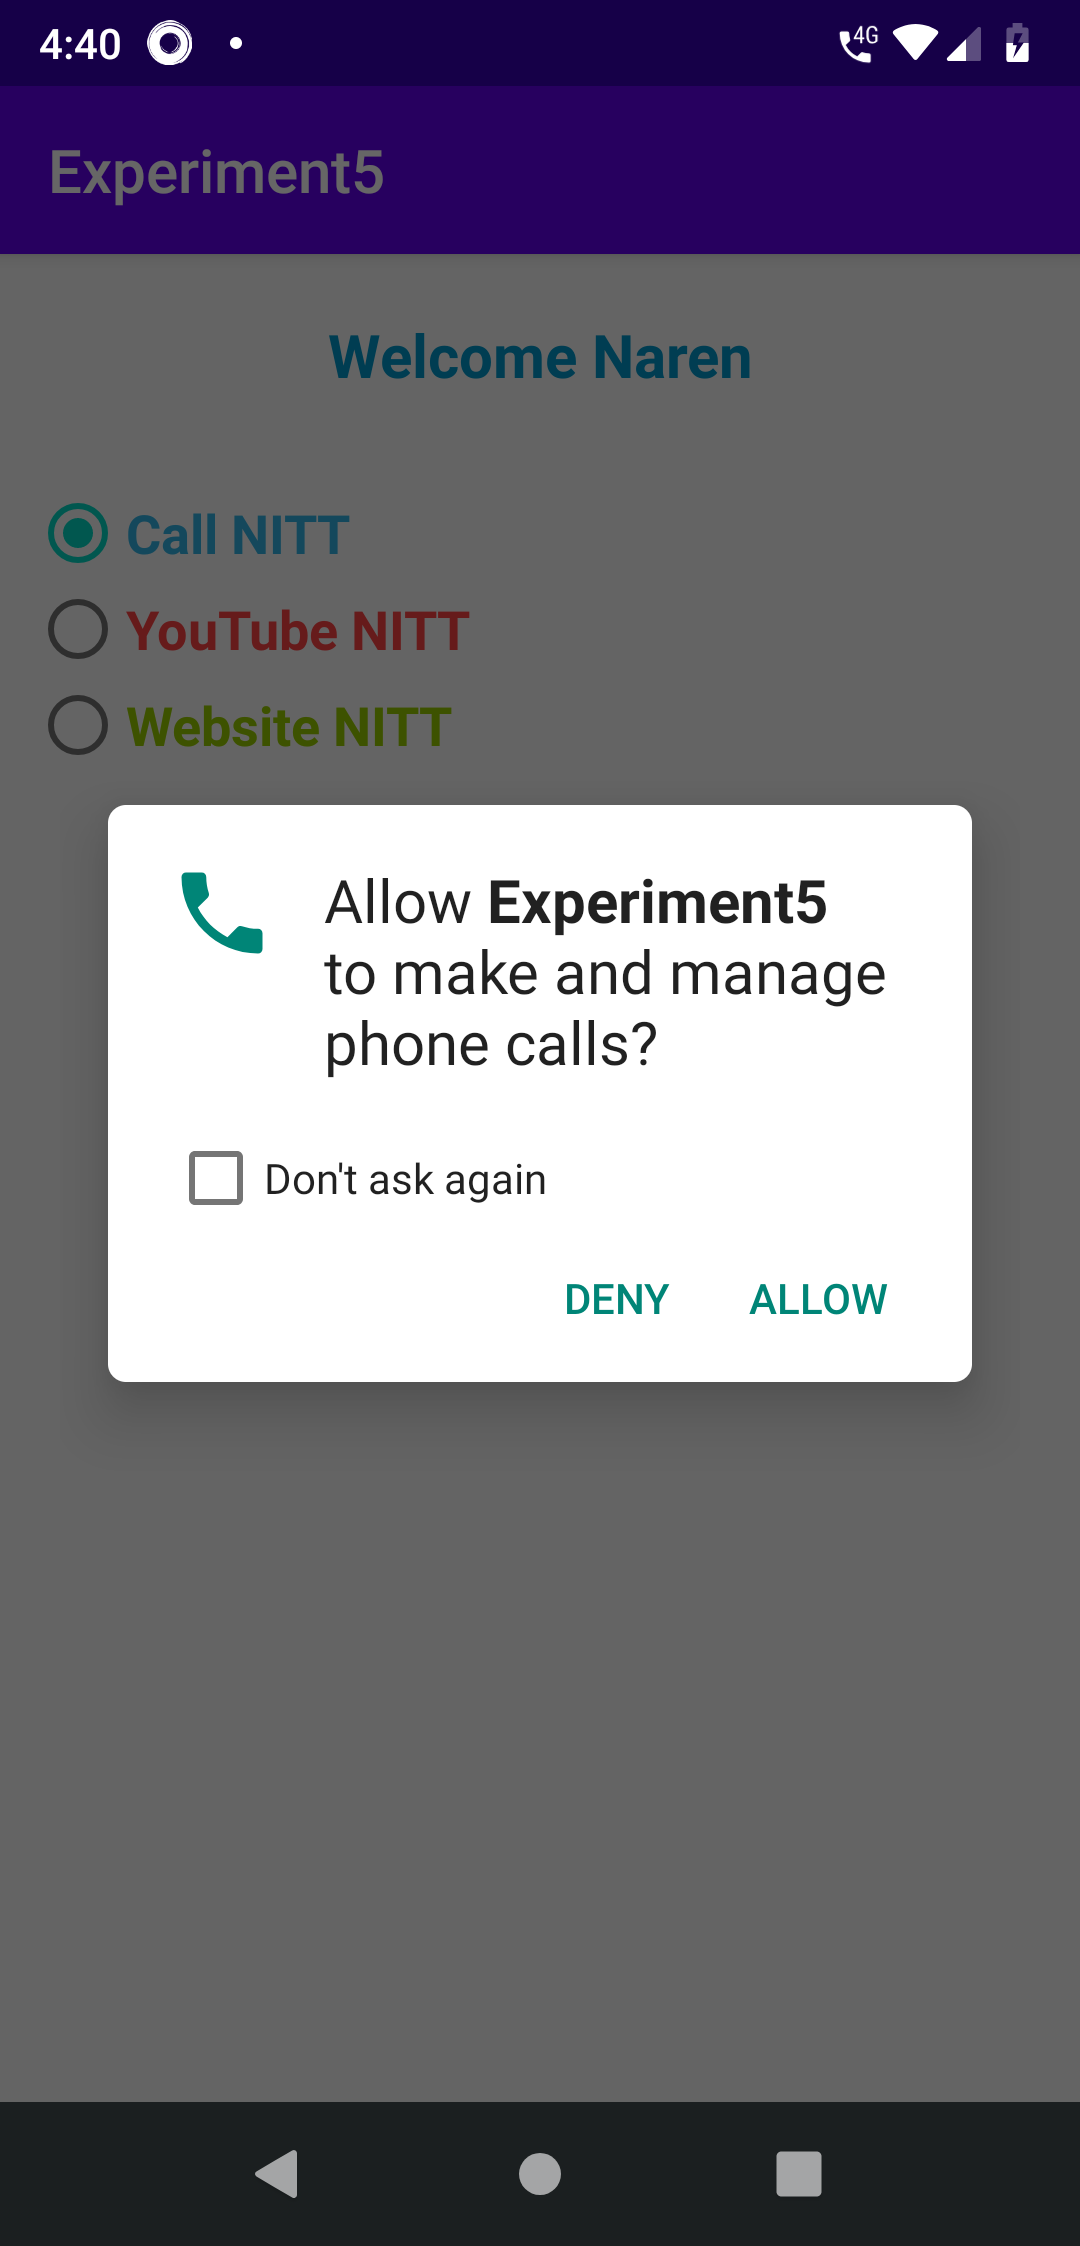 4:40
4G
Experiment5
Welcome Naren
Call NITT
YouTube NITT
Website NITT
Allow Experiment5
to make and manage
phone calls?
Don't ask again
DENY ALLOW